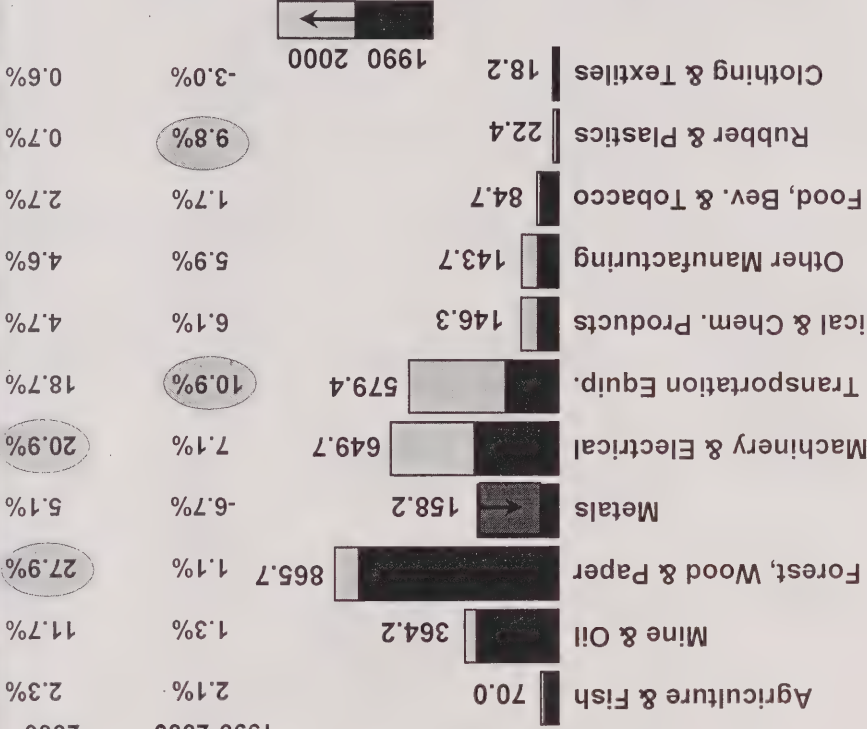 1990-2000 2000
Agriculture & Fish 70.0 2.1% 2.3%
Mine & Oil 364.2 1.3% 11.7%
Forest, Wood & Paper 865.7 1.1% 27.9%
Metals 158.2 -6.7% 5.1%
Machinery & Electrical 649.7 7.1% 20.9%
Transportation Equip. 579.4 10.9% 18.7%
ical & Chem. Products 146.3 6.1% 4.7%
Other Manufacturing 143.7 5.9% 4.6%
Food, Bev. & Tobacco 84.7 1.7% 2.7%
Rubber & Plastics 22.4 9.8% 0.7%
Clothing & Textiles 18.2 -3.0% 0.6%
1990 2000